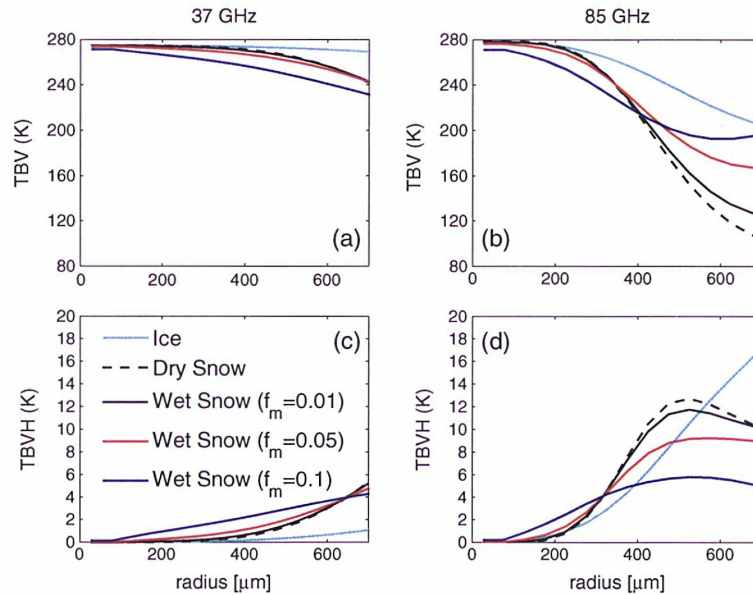 37 GHz
85 GHz
TBV (K)
280
240
200
160
120
80
0
200
400
600
(a)
TBV (K)
280
240
200
160
120
80
0
200
400
600
(b)
TBVH (K)
20
18
16
14
12
10
8
6
4
2
0
Ice
Dry Snow
Wet Snow (f_m=0.01)
Wet Snow (f_m=0.05)
Wet Snow (f_m=0.1)
(c)
0
200
400
600
radius [μm]
TBVH (K)
20
18
16
14
12
10
8
6
4
2
0
(d)
0
200
400
600
radius [μm]